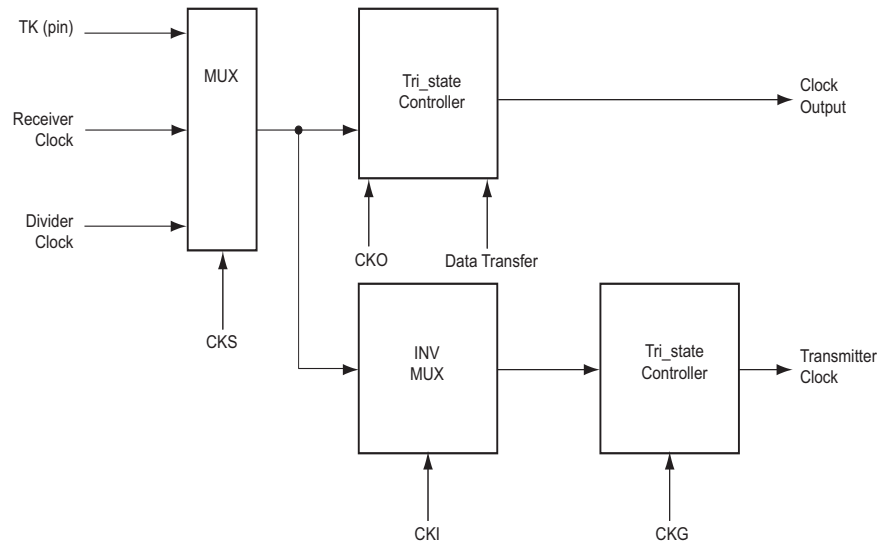 TK (pin)
MUX
Receiver
Clock
Divider
Clock
CKS
Tri_state
Controller
Clock
Output
CKO
Data Transfer
INV
MUX
Tri_state
Controller
Transmitter
Clock
CKI
CKG